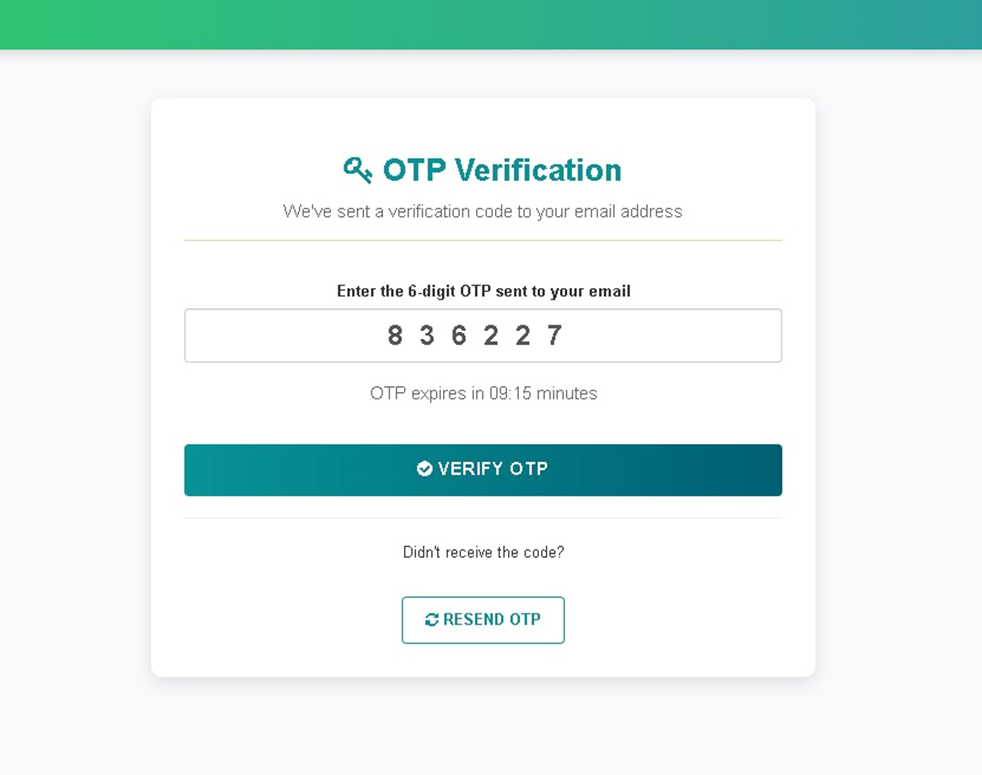 OTP Verification
We've sent a verification code to your email address
Enter the 6-digit OTP sent to your email
8 3 6 2 2 7
OTP expires in 09:15 minutes
VERIFY OTP
Didn't receive the code?
RESEND OTP